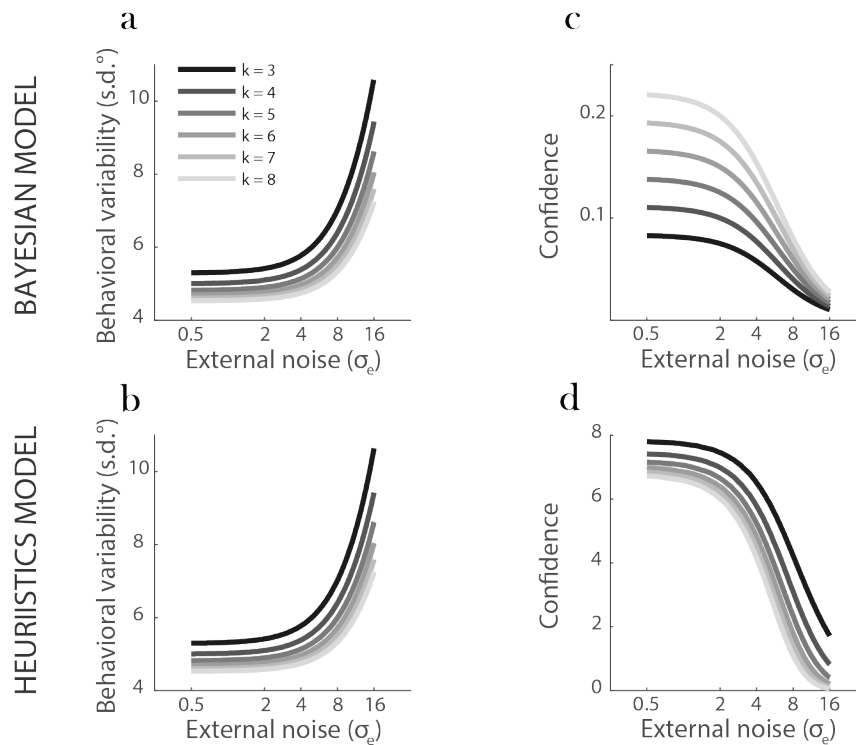 a
BAYESIAN MODEL
Behavioral variability (s.d.°)
10
8
6
4
k = 3
k = 4
k = 5
k = 6
k = 7
k = 8
0.5 2 4 8 16
External noise (σe)
c
Confidence
0.2
0.1
0.5 2 4 8 16
External noise (σe)
b
HEURIISTICS MODEL
Behavioral variability (s.d.°)
10
8
6
4
0.5 2 4 8 16
External noise (σe)
d
Confidence
8
6
4
2
0
0.5 2 4 8 16
External noise (σe)